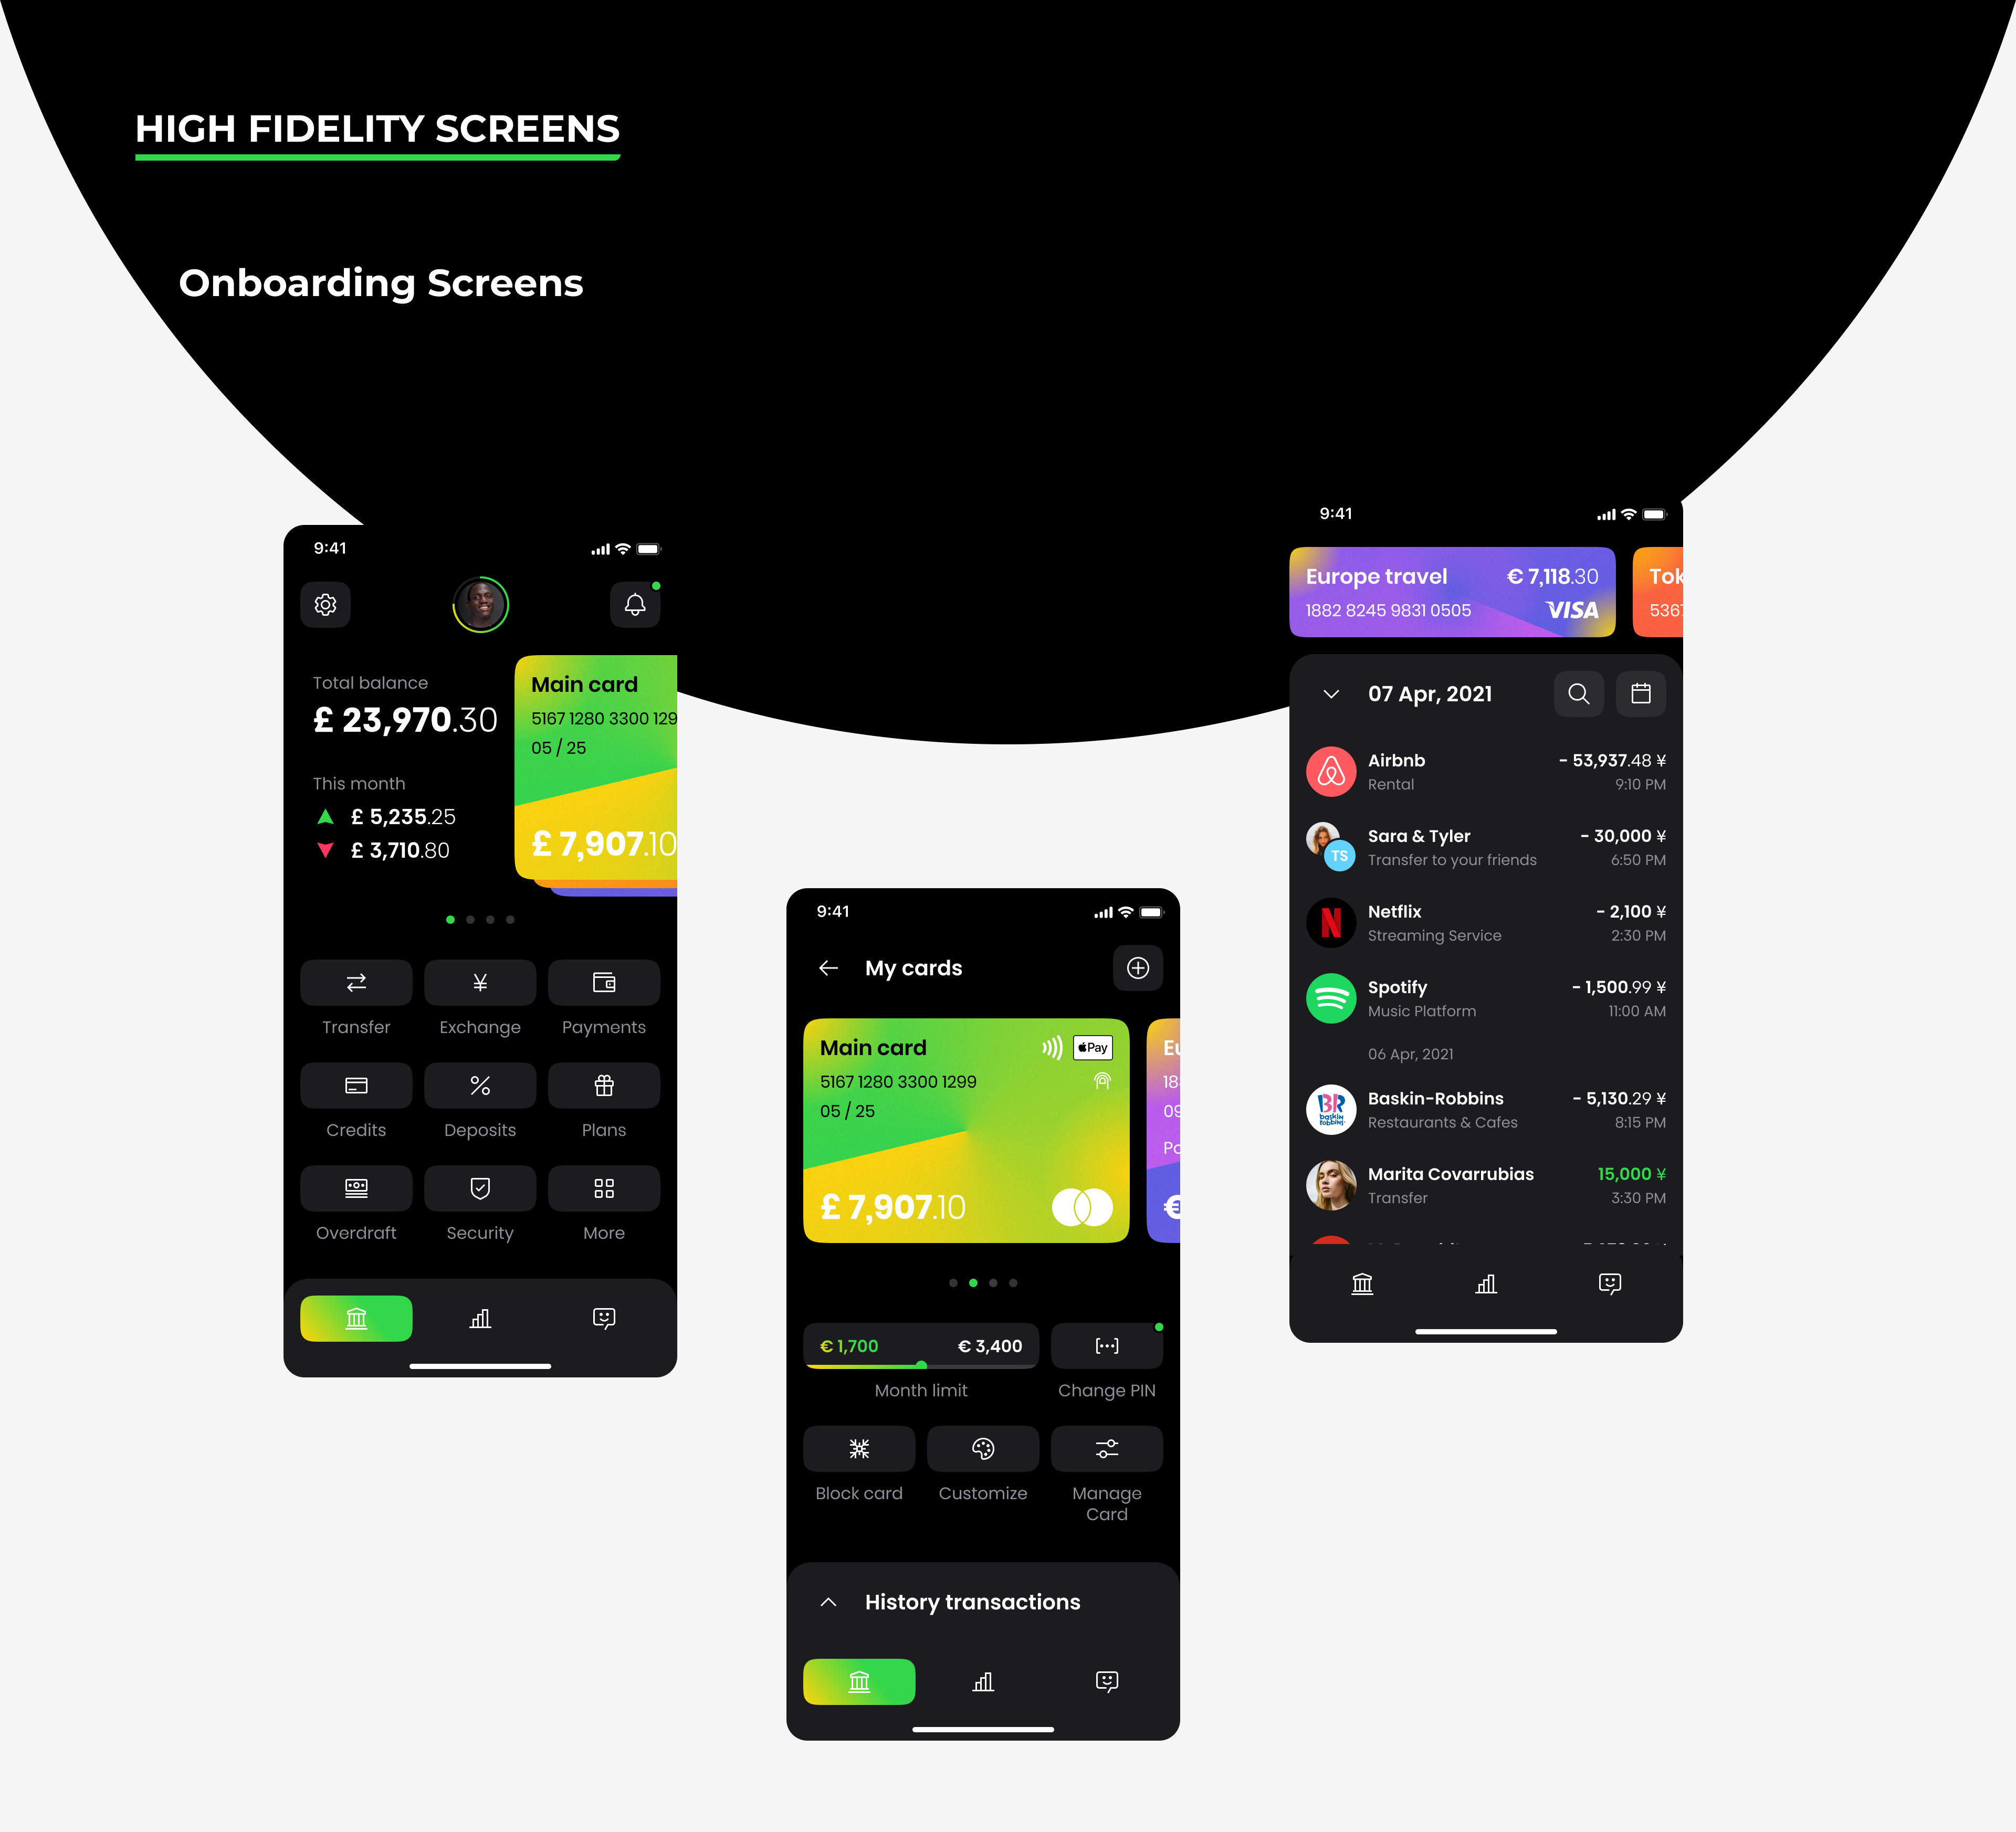 HIGH FIDELITY SCREENS
Onboarding Screens
9:41
Total balance
£ 23,970.30
This month
£ 5,235.25
£ 3,710.80
Main card
5167 1280 3300 129
05 / 25
£ 7,907.10
¥
Transfer
Exchange
Payments
%
Credits
Deposits
Plans
Overdraft
Security
More
9:41
My cards
Main card
Pay
5167 1280 3300 1299
05 / 25
£ 7,907.10
Eu
18
09
Po
€
€ 1,700
€ 3,400
Month limit
Change PIN
Block card
Customize
Manage
Card
History transactions
9:41
Europe travel
€ 7,118.30
1882 8245 9831 0505
VISA
Tok
5367
07 Apr, 2021
Airbnb
- 53,937.48 ¥
Rental
9:10 PM
TS
Sara & Tyler
- 30,000 ¥
Transfer to your friends
6:50 PM
N
Netflix
- 2,100 ¥
Streaming Service
2:30 PM
Spotify
- 1,500.99 ¥
Music Platform
11:00 AM
06 Apr, 2021
BR
baskin
robbins
Baskin-Robbins
- 5,130.29 ¥
Restaurants & Cafes
8:15 PM
Marita Covarrubias
15,000 ¥
Transfer
3:30 PM